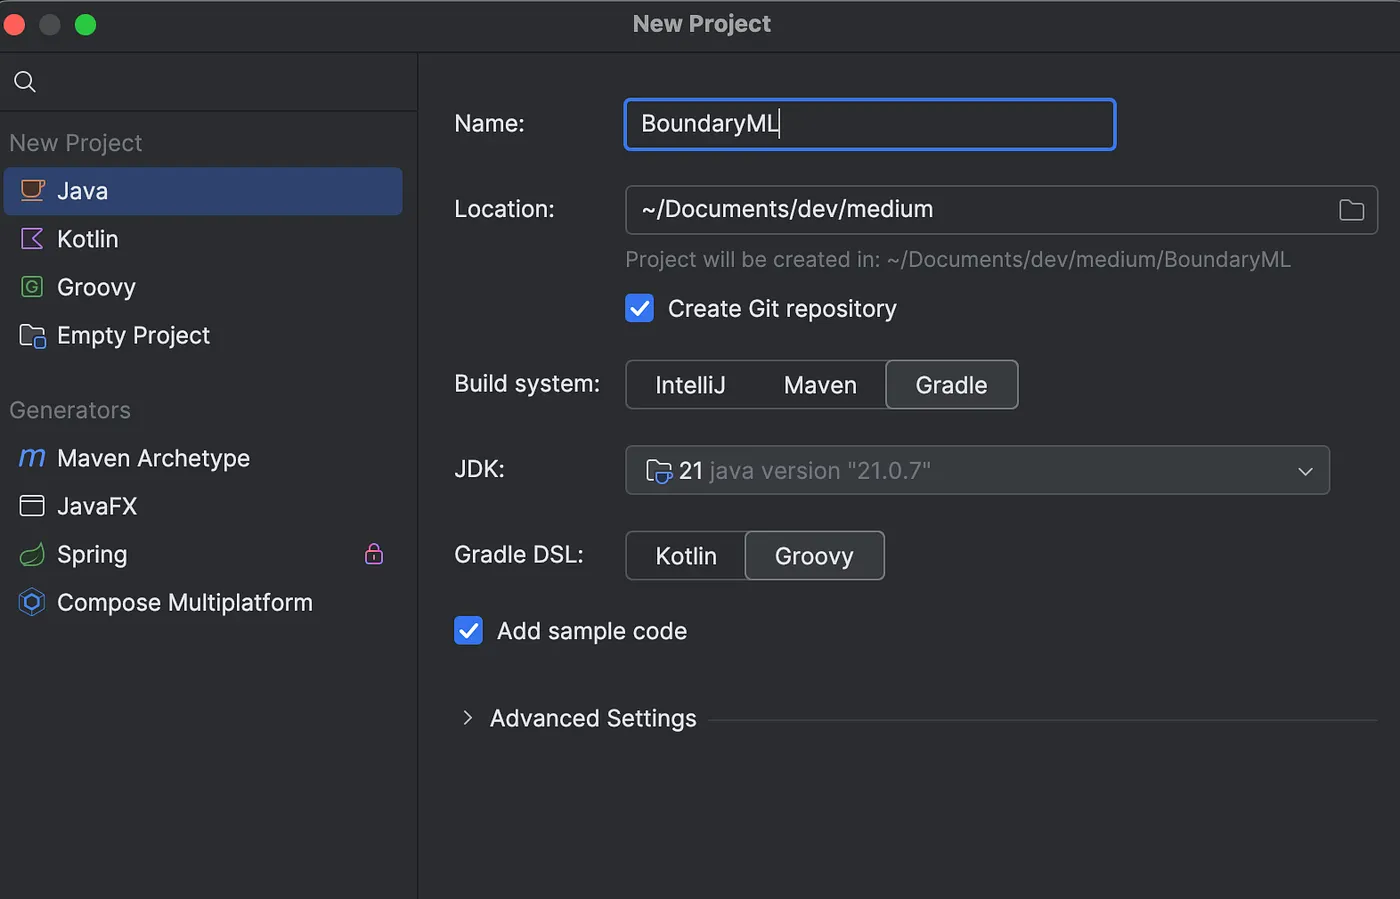 New Project
New Project
Java
Kotlin
Groovy
Empty Project
Generators
Maven Archetype
JavaFX
Spring
Compose Multiplatform
Name: BoundaryML
Location: ~/Documents/dev/medium
Project will be created in: ~/Documents/dev/medium/BoundaryML
Create Git repository
Build system: IntelliJ Maven Gradle
JDK: 21 java version "21.0.7"
Gradle DSL: Kotlin Groovy
Add sample code
Advanced Settings